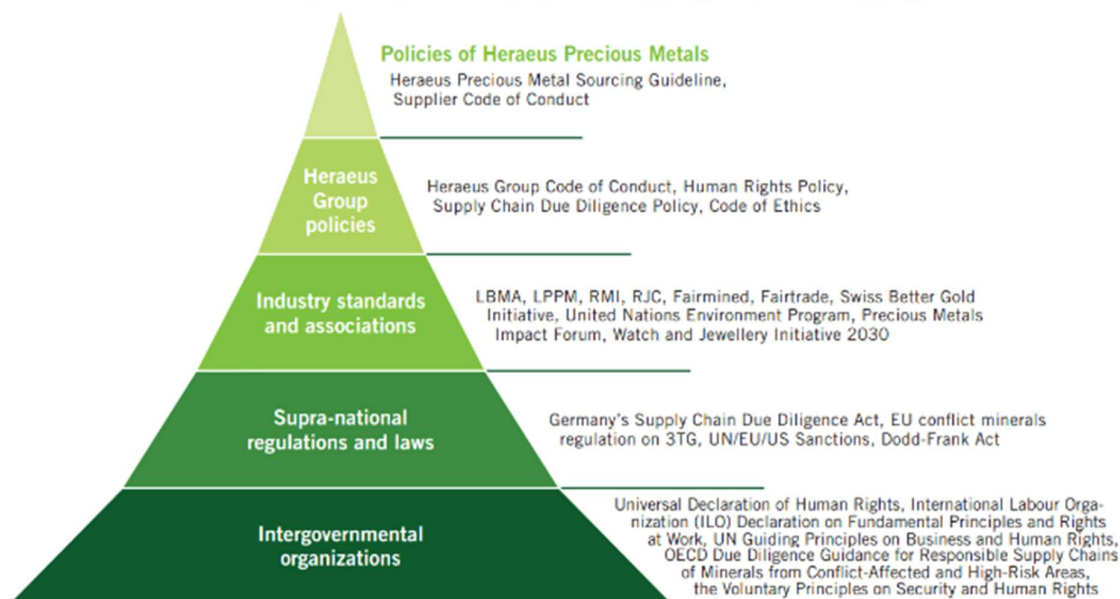 Policies of Heraeus Precious Metals
Heraeus Precious Metal Sourcing Guideline,
Supplier Code of Conduct
Heraeus
Group
policies
Heraeus Group Code of Conduct, Human Rights Policy,
Supply Chain Due Diligence Policy, Code of Ethics
Industry standards
and associations
LBMA, LPPM, RMI, RJC, Fairmined, Fairtrade, Swiss Better Gold
Initiative, United Nations Environment Program, Precious Metals
Impact Forum, Watch and Jewellery Initiative 2030
Supra-national
regulations and laws
Germany's Supply Chain Due Diligence Act, EU conflict minerals
regulation on 3TG, UN/EU/US Sanctions, Dodd-Frank Act
Intergovernmental
organizations
Universal Declaration of Human Rights, International Labour Orga-
nization (ILO) Declaration on Fundamental Principles and Rights
at Work, UN Guiding Principles on Business and Human Rights,
OECD Due Diligence Guidance for Responsible Supply Chains
of Minerals from Conflict-Affected and High-Risk Areas,
the Voluntary Principles on Security and Human Rights